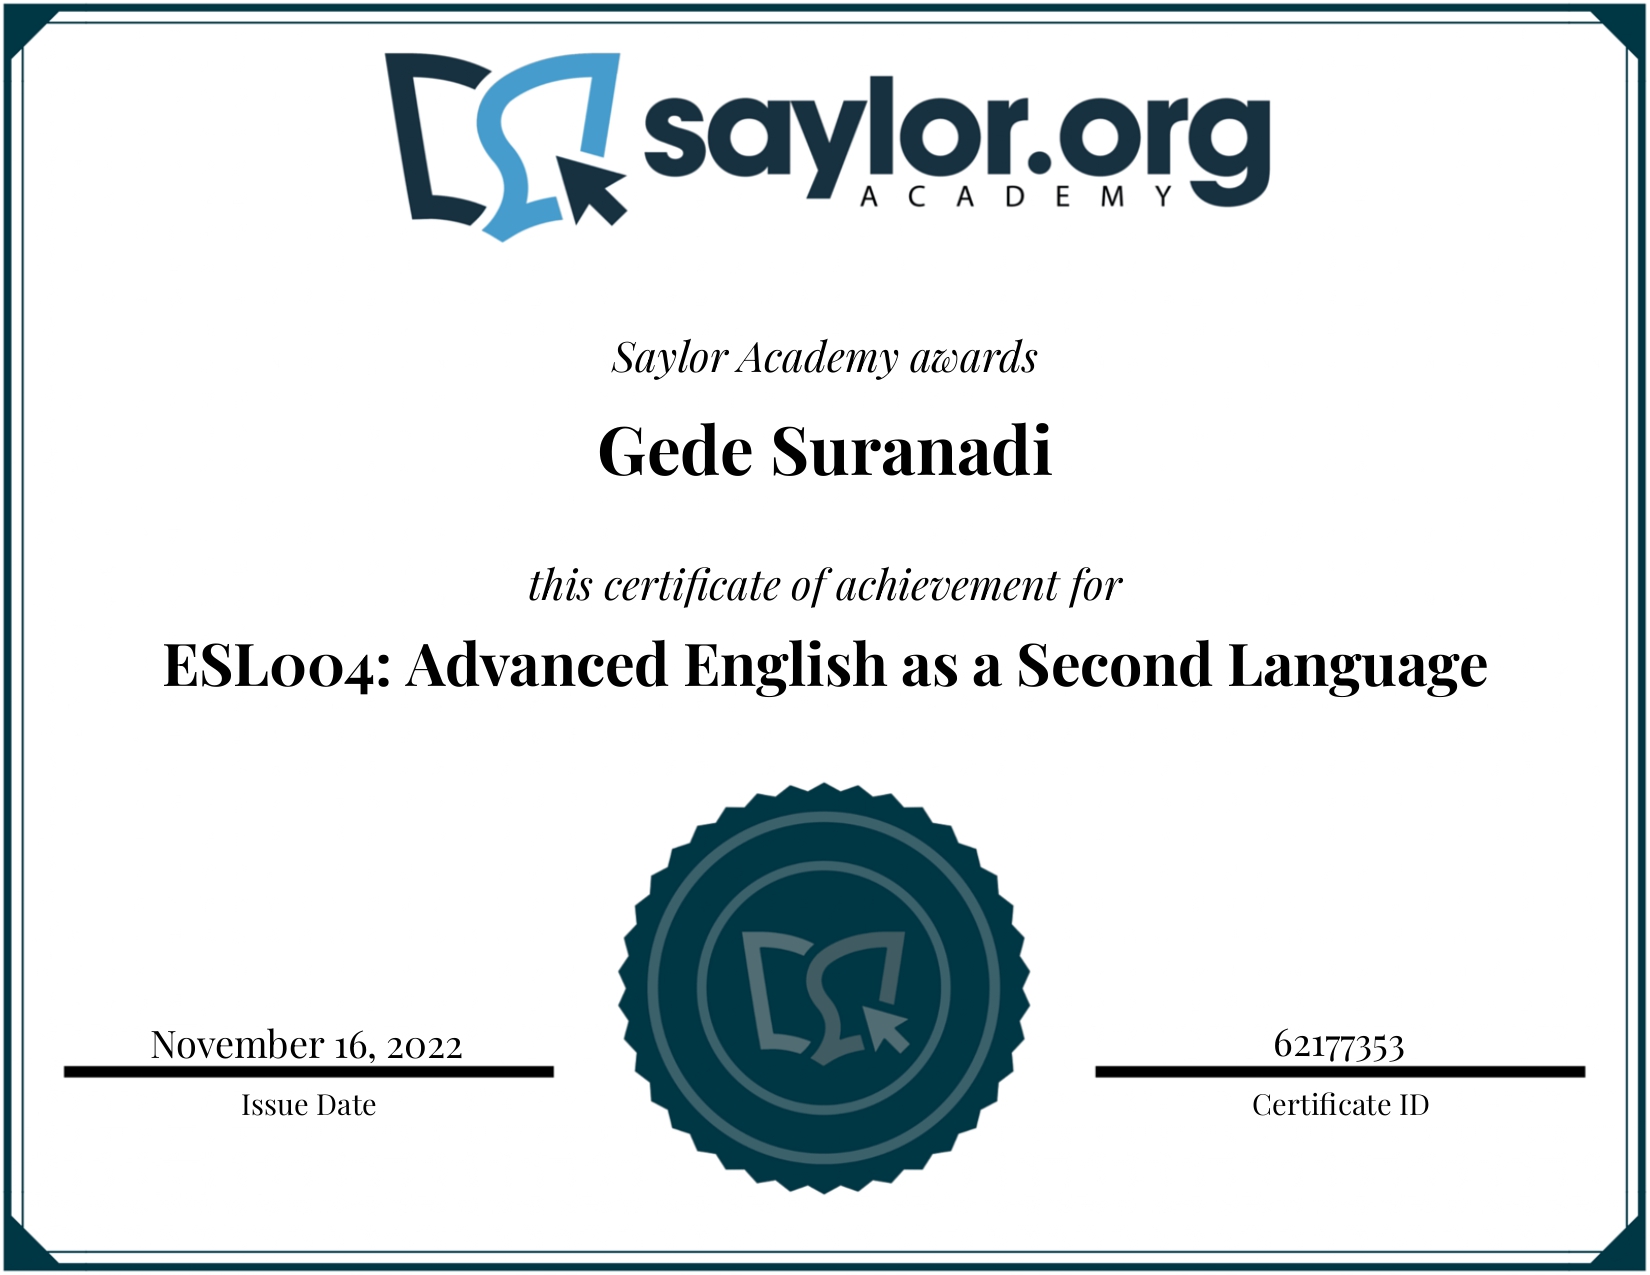 saylor.org
ACADEMY
Saylor Academy awards
Gede Suranadi
this certificate of achievement for
ESL004: Advanced English as a Second Language
November 16, 2022
Issue Date
62177353
Certificate ID